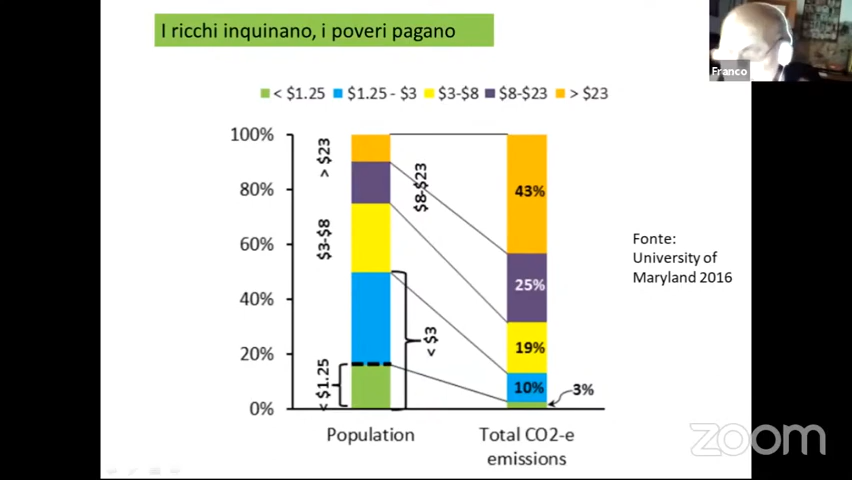 I ricchi inquinano, i poveri pagano
Franco
< $1.25 $1.25 - $3 $3-$8 $8-$23 > $23
100%
80%
60%
40%
20%
0%
> $23
$3-$8
< $1.25
$8-$23
< $3
43%
25%
19%
10%
3%
Population
Total CO2-e
emissions
Fonte:
University of
Maryland 2016
zoom